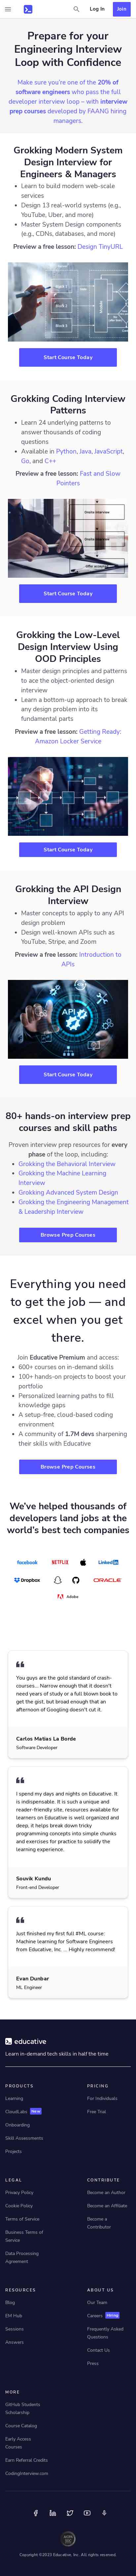 Log In
Join
Prepare for your
Engineering Interview
Loop with Confidence
Make sure you're one of the 20% of
software engineers who pass the full
developer interview loop – with interview
prep courses developed by FAANG hiring
managers.
Grokking Modern System
Design Interview for
Engineers & Managers
Learn to build modern web-scale
services
Design 13 real-world systems (e.g.,
YouTube, Uber, and more)
Master System Design components
(e.g., CDNs, databases, and more)
Preview a free lesson: Design TinyURL
Start Course Today
Grokking Coding Interview
Patterns
Learn 24 underlying patterns to
answer thousands of coding
questions
Available in Python, Java, JavaScript,
Go, and C++
Preview a free lesson: Fast and Slow
Pointers
Onsite interview
Start Course Today
Grokking the Low-Level
Design Interview Using
OOD Principles
Master design principles and patterns
to ace the object-oriented design
interview
Learn a bottom-up approach to break
any design problem into its
fundamental parts
Preview a free lesson: Getting Ready:
Amazon Locker Service
Start Course Today
Grokking the API Design
Interview
Master concepts to apply to any API
design problem
Design well-known APIs such as
YouTube, Stripe, and Zoom
Preview a free lesson: Introduction to
APIs
API
Start Course Today
80+ hands-on interview prep
courses and skill paths
Proven interview prep resources for every
phase of the loop, including:
Grokking the Behavioral Interview
Grokking the Machine Learning
Interview
Grokking Advanced System Design
Grokking the Engineering Management
& Leadership Interview
Browse Prep Courses
Everything you need
to get the job — and
excel when you get
there.
Join Educative Premium and access:
600+ courses on in-demand skills
100+ hands-on projects to boost your
portfolio
Personalized learning paths to fill
knowledge gaps
A setup-free, cloud-based coding
environment
A community of 1.7M devs sharpening
their skills with Educative
Browse Prep Courses
We've helped thousands of
developers land jobs at the
world's best tech companies
facebook
NETFLIX
LinkedIn
Dropbox
ORACLE
Adobe
You guys are the gold standard of crash-
courses... Narrow enough that it doesn't
need years of study or a full blown book to
get the gist, but broad enough that an
afternoon of Googling doesn't cut it.
Carlos Matias La Borde
Software Developer
I spend my days and nights on Educative. It
is indispensable. It is such a unique and
reader-friendly site, resources available for
learners on Educative are awesome. I
always think twice before buying
programming concepts into smaller chunks
and exercises for practice to solidify the
learning experience.
Souvik Kundu
Front-end Developer
Just finished my first full #ML course:
Machine learning for Software Engineers
from Educative, Inc. ... Highly recommend!
Evan Dunbar
ML Engineer
educative
Learn in-demand tech skills in half the time
PRODUCTS
Learning
CloudLabs New
Onboarding
Skill Assessments
Projects
PRICING
For Individuals
Free Trial
LEGAL
Privacy Policy
Cookie Policy
Terms of Service
Business Terms of
Service
Data Processing
Agreement
CONTRIBUTE
Become an Author
Become an Affiliate
Become a
Contributor
RESOURCES
Blog
EM Hub
Sessions
Answers
ABOUT US
Our Team
Careers Hiring
Frequently Asked
Questions
Contact Us
Press
MORE
GitHub Students
Scholarship
Course Catalog
Early Access
Courses
Earn Referral Credits
CodingInterview.com
Copyright ©2023 Educative, Inc. All rights reserved.